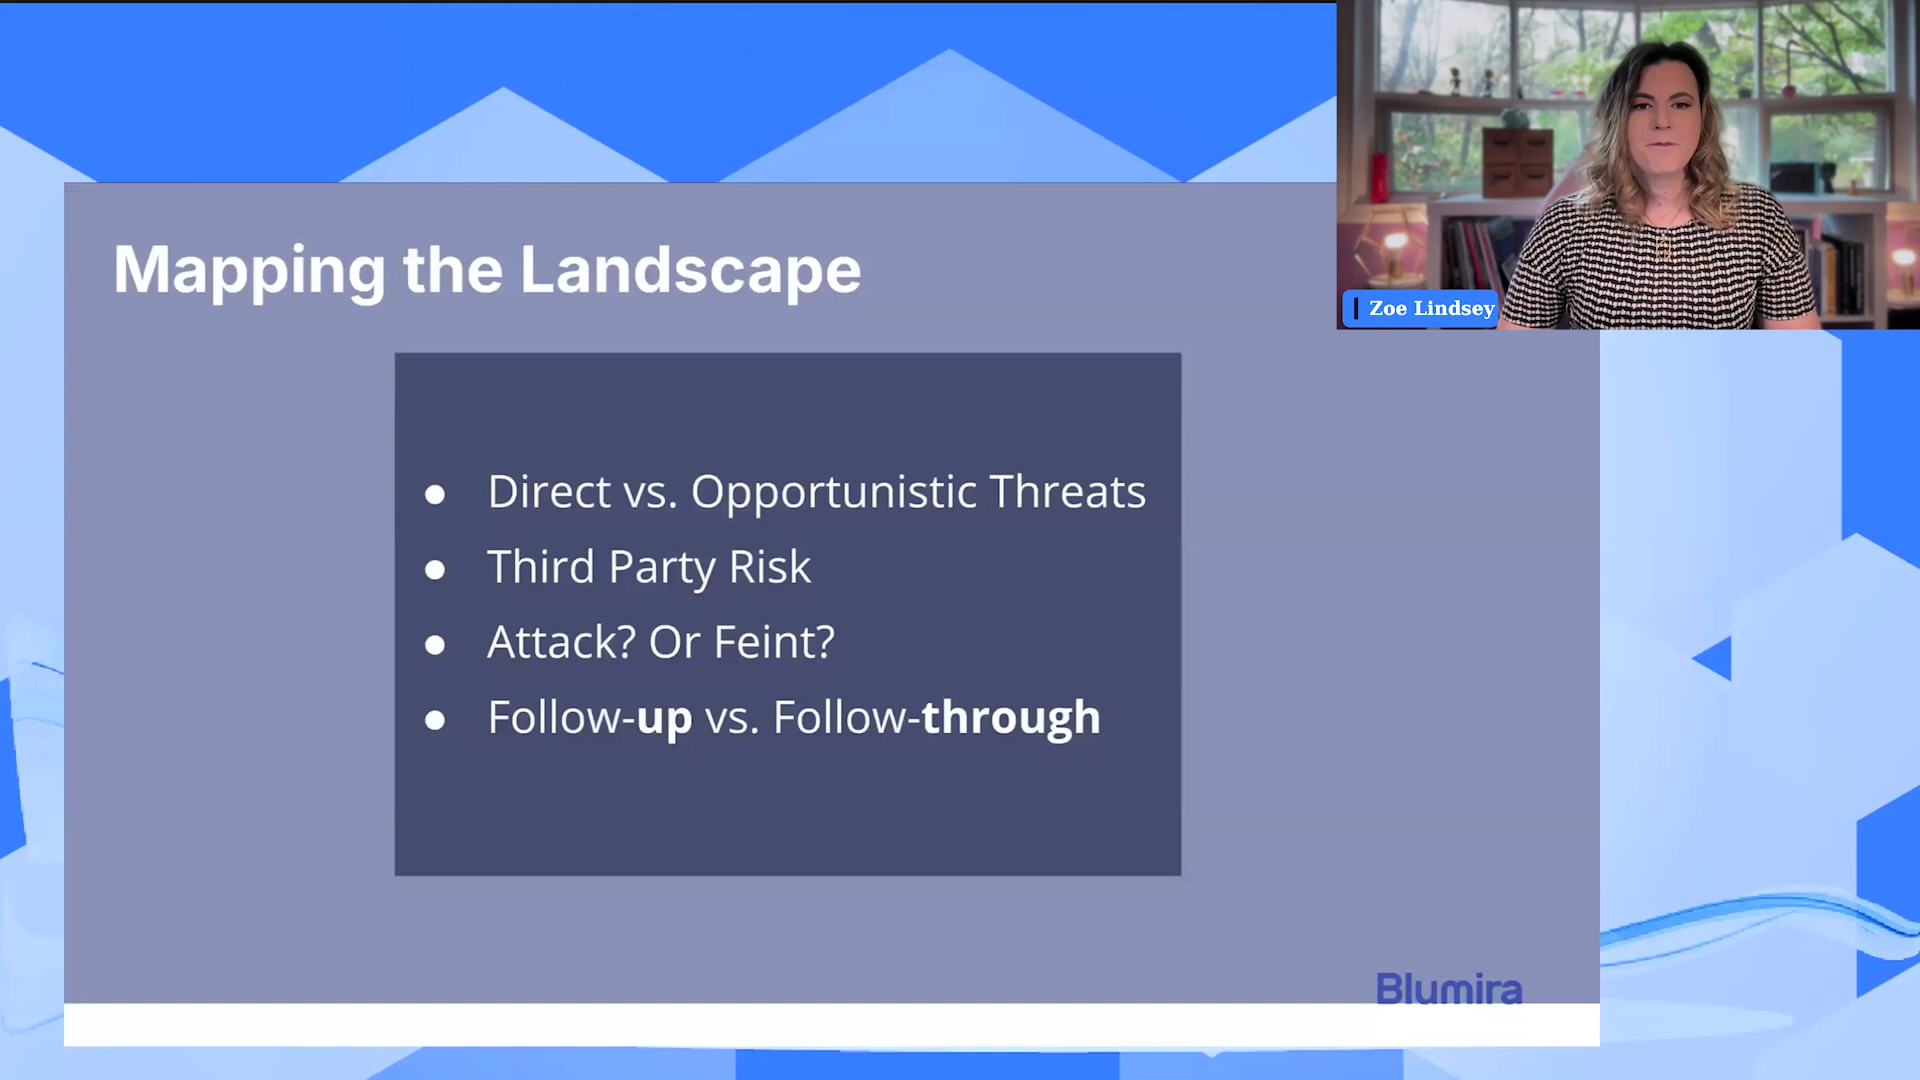 Mapping the Landscape
Zoe Lindsey
● Direct vs. Opportunistic Threats
● Third Party Risk
● Attack? Or Feint?
● Follow-up vs. Follow-through
Blumira